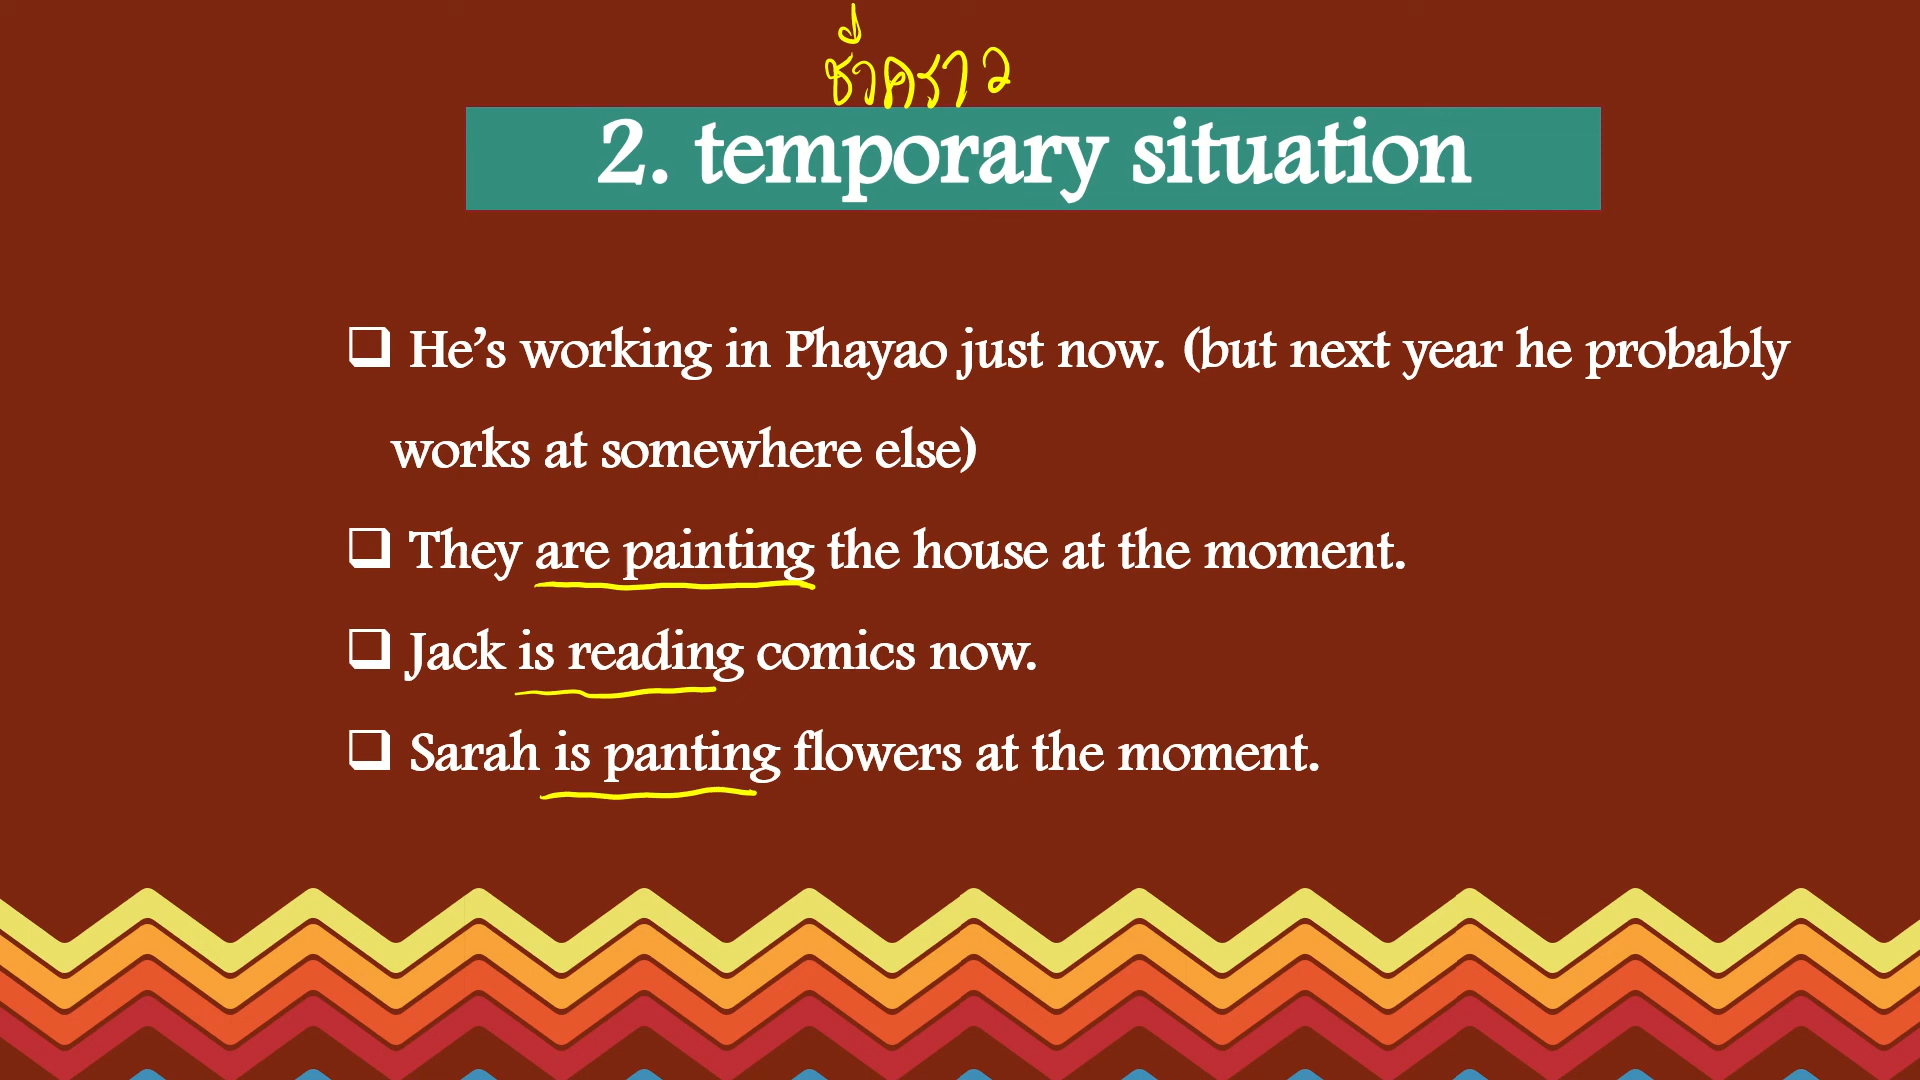 ชั่วคราว
2. temporary situation
❑ He’s working in Phayao just now. (but next year he probably
works at somewhere else)
❑ They are painting the house at the moment.
❑ Jack is reading comics now.
❑ Sarah is panting flowers at the moment.